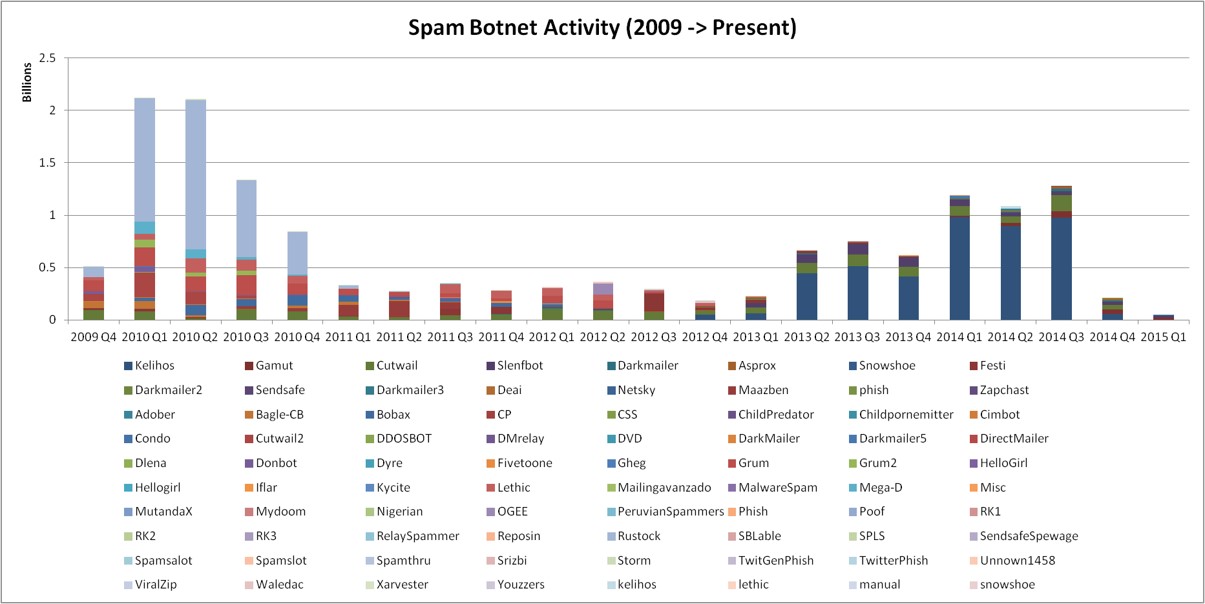 Spam Botnet Activity (2009 -> Present)
Billions
2.5
2
1.5
1
0.5
0
2009 Q4 2010 Q1 2010 Q2 2010 Q3 2010 Q4 2011 Q1 2011 Q2 2011 Q3 2011 Q4 2012 Q1 2012 Q2 2012 Q3 2012 Q4 2013 Q1 2013 Q2 2013 Q3 2013 Q4 2014 Q1 2014 Q2 2014 Q3 2014 Q4 2015 Q1
Kelihos Gamut Cutwail Slenfbot Darkmailer Asprox Snowshoe Festi
Darkmailer2 Sendsafe Darkmailer3 Deai Netsky Maazben phish Zapchast
Adober Bagle-CB Bobax CP CSS ChildPredator Childpornemitter Cimbot
Condo Cutwail2 DDOSBOT DMrelay DVD DarkMailer Darkmailer5 DirectMailer
Dlena Donbot Dyre Fivetoone Gheg Grum Grum2 HelloGirl
Hellogirl Iflar Kycite Lethic Mailingavanzado MalwareSpam Mega-D Misc
MutandaX Mydoom Nigerian OGEE PeruvianSpammers Phish Poof RK1
RK2 RK3 RelaySpammer Reposin Rustock SBLable SPLS SendsafeSpewage
Spamsalot Spamslot Spamthru Srizbi Storm TwitGenPhish TwitterPhish Unnown1458
ViralZip Waledac Xarvester Youzzers kelihos lethic manual snowshoe